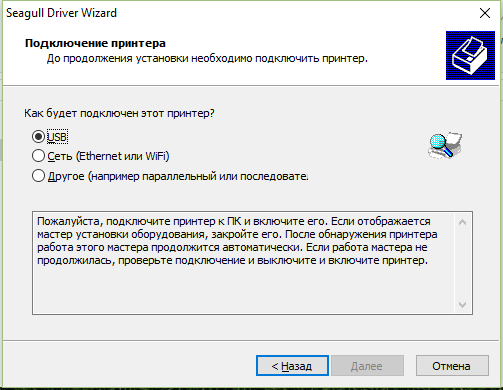 Seagull Driver Wizard
Подключение принтера
До продолжения установки необходимо подключить принтер.
Как будет подключен этот принтер?
USB
Сеть (Ethernet или WiFi)
Другое (например параллельный или последовате.
Пожалуйста, подключите принтер к ПК и включите его. Если отображается
мастер установки оборудования, закройте его. После обнаружения принтера
работа этого мастера продолжится автоматически. Если работа мастера не
продолжилась, проверьте подключение и выключите и включите принтер.
< Назад
Далее
Отмена